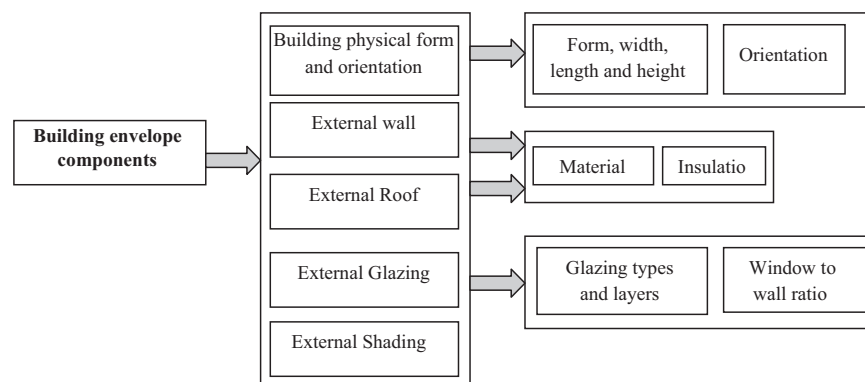 Building envelope
components
Building physical form
and orientation
External wall
External Roof
External Glazing
External Shading
Form, width,
length and height
Orientation
Material
Insulatio
Glazing types
and layers
Window to
wall ratio